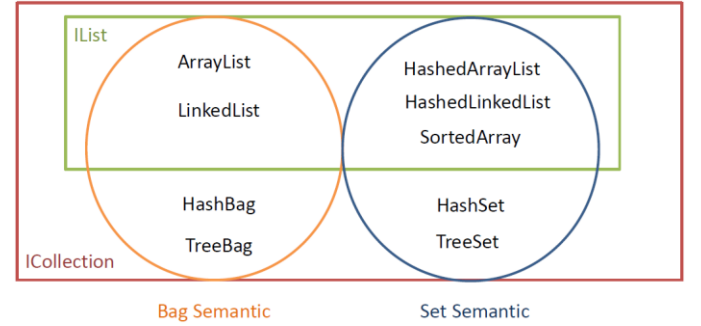 IList
ArrayList
LinkedList
HashedArrayList
HashedLinkedList
SortedArray
HashBag
TreeBag
HashSet
TreeSet
ICollection
Bag Semantic
Set Semantic